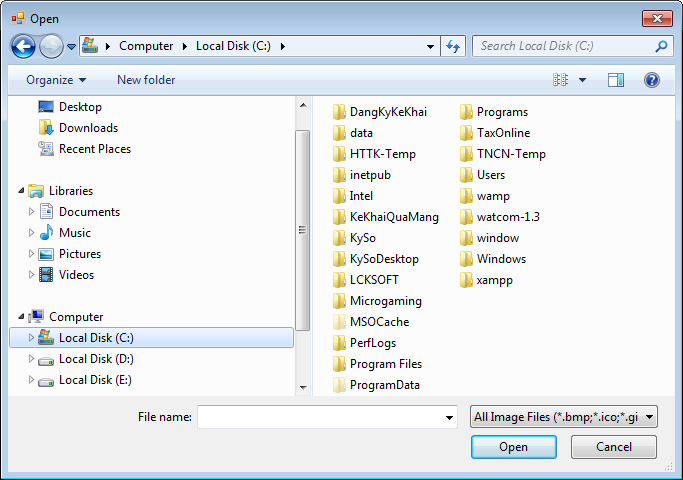 Open
Computer Local Disk (C:)
Search Local Disk (C:)
Organize New folder
Desktop
Downloads
Recent Places
Libraries
Documents
Music
Pictures
Videos
Computer
Local Disk (C:)
Local Disk (D:)
Local Disk (E:)
DangKyKeKhai
data
HTTK-Temp
inetpub
Intel
KeKhaiQuaMang
KySo
KySoDesktop
LCKSOFT
Microgaming
MSOCache
PerfLogs
Program Files
ProgramData
Programs
TaxOnline
TNCN-Temp
Users
wamp
watcom-1.3
window
Windows
xampp
File name:
All Image Files (*.bmp;*.ico;*.gi
Open Cancel